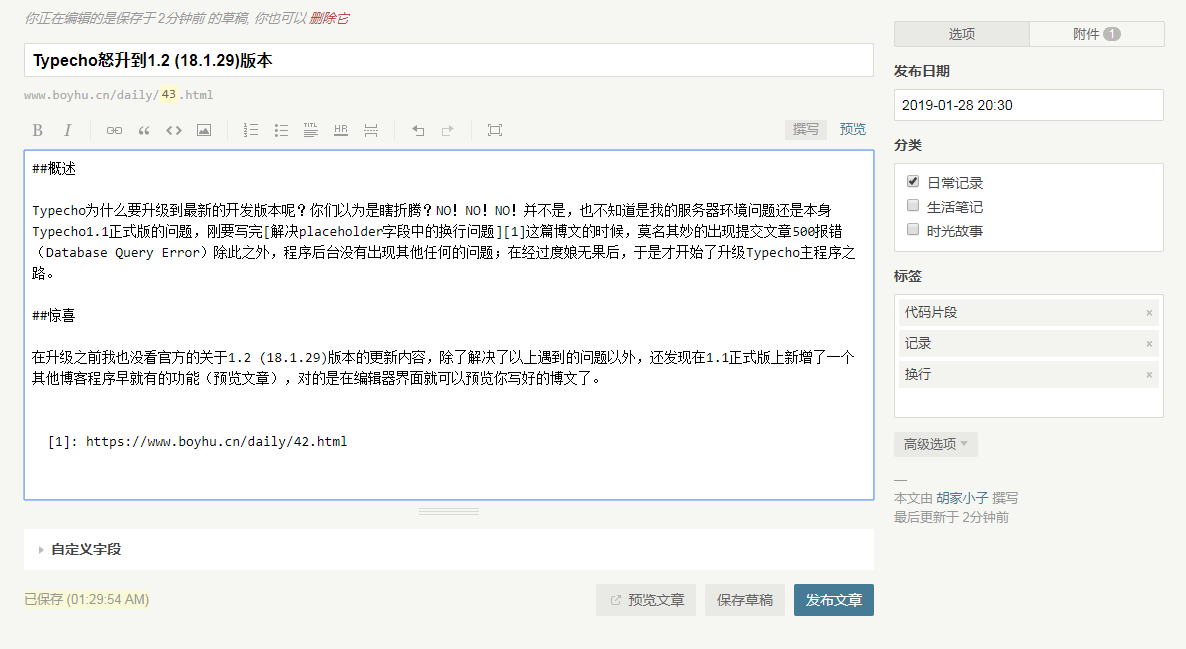 你正在编辑的是保存于 2分钟前 的草稿, 你也可以 删除它
Typecho怒升到1.2 (18.1.29)版本
www.boyhu.cn/daily/43.html
B I HR 撰写 预览
##概述
Typecho为什么要升级到最新的开发版本呢？你们以为是瞎折腾？NO！NO！NO！并不是，也不知道是我的服务器环境问题还是本身
Typecho1.1正式版的问题，刚要写完[解决placeholder字段中的换行问题][1]这篇博文的时候，莫名其妙的出现提交文章500报错
（Database Query Error）除此之外，程序后台没有出现其他任何的问题；在经过度娘无果后，于是才开始了升级Typecho主程序之
路。
##惊喜
在升级之前我也没看官方的关于1.2 (18.1.29)版本的更新内容，除了解决了以上遇到的问题以外，还发现在1.1正式版上新增了一个
其他博客程序早就有的功能（预览文章），对的是在编辑器界面就可以预览你写好的博文了。
[1]: https://www.boyhu.cn/daily/42.html
自定义字段
已保存 (01:29:54 AM)
预览文章 保存草稿 发布文章
选项 附件 1
发布日期
2019-01-28 20:30
分类
日常记录
生活笔记
时光故事
标签
代码片段 ×
记录 ×
换行 ×
高级选项
—
本文由 胡家小子 撰写
最后更新于 2分钟前